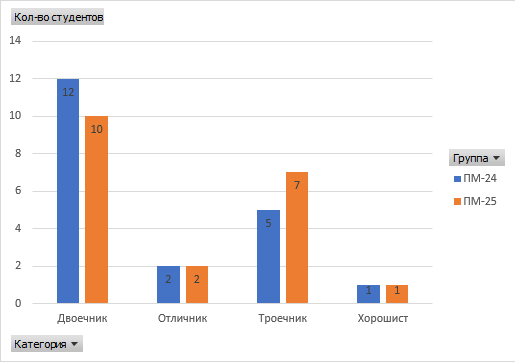 Кол-во студентов
14
12
10
8
6
4
2
0
12
10
2
2
5
7
1
1
Двоечник
Отличник
Троечник
Хорошист
Группа
ПМ-24
ПМ-25
Категория